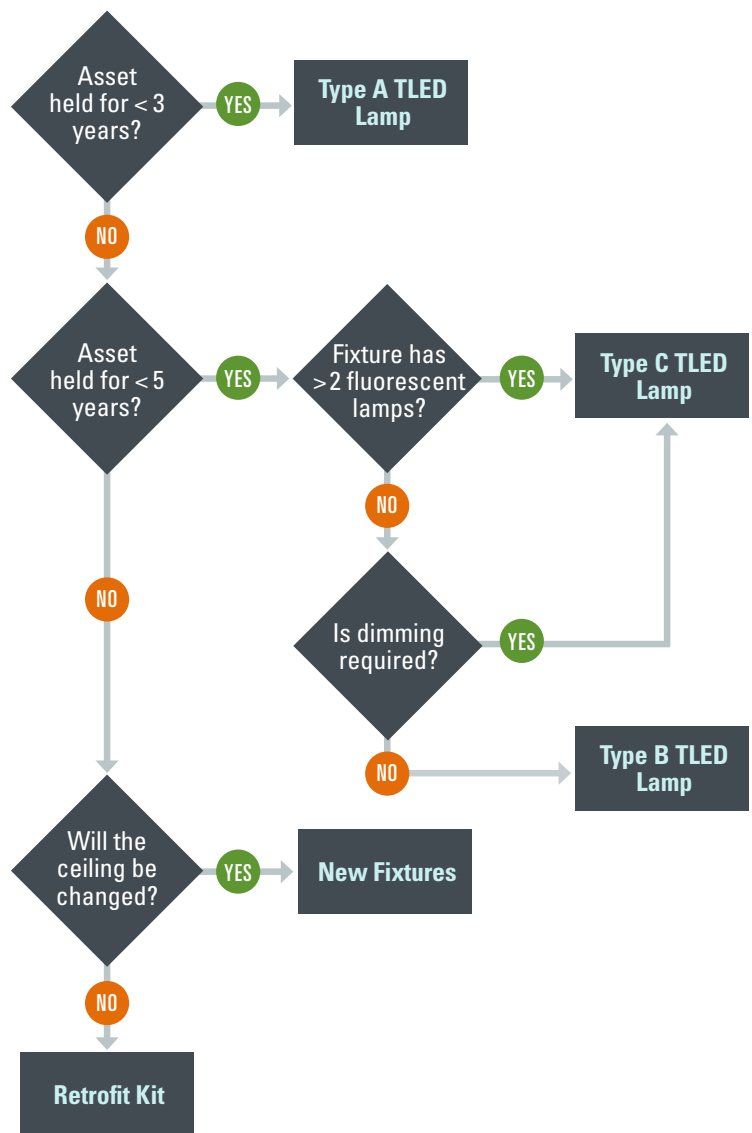 Asset
held for < 3
years?
YES
Type A TLED
Lamp
NO
Asset
held for < 5
years?
YES
Fixture has
>2 fluorescent
lamps?
YES
Type C TLED
Lamp
NO
NO
Is dimming
required?
YES
NO
Type B TLED
Lamp
Will the
ceiling be
changed?
YES
New Fixtures
NO
Retrofit Kit